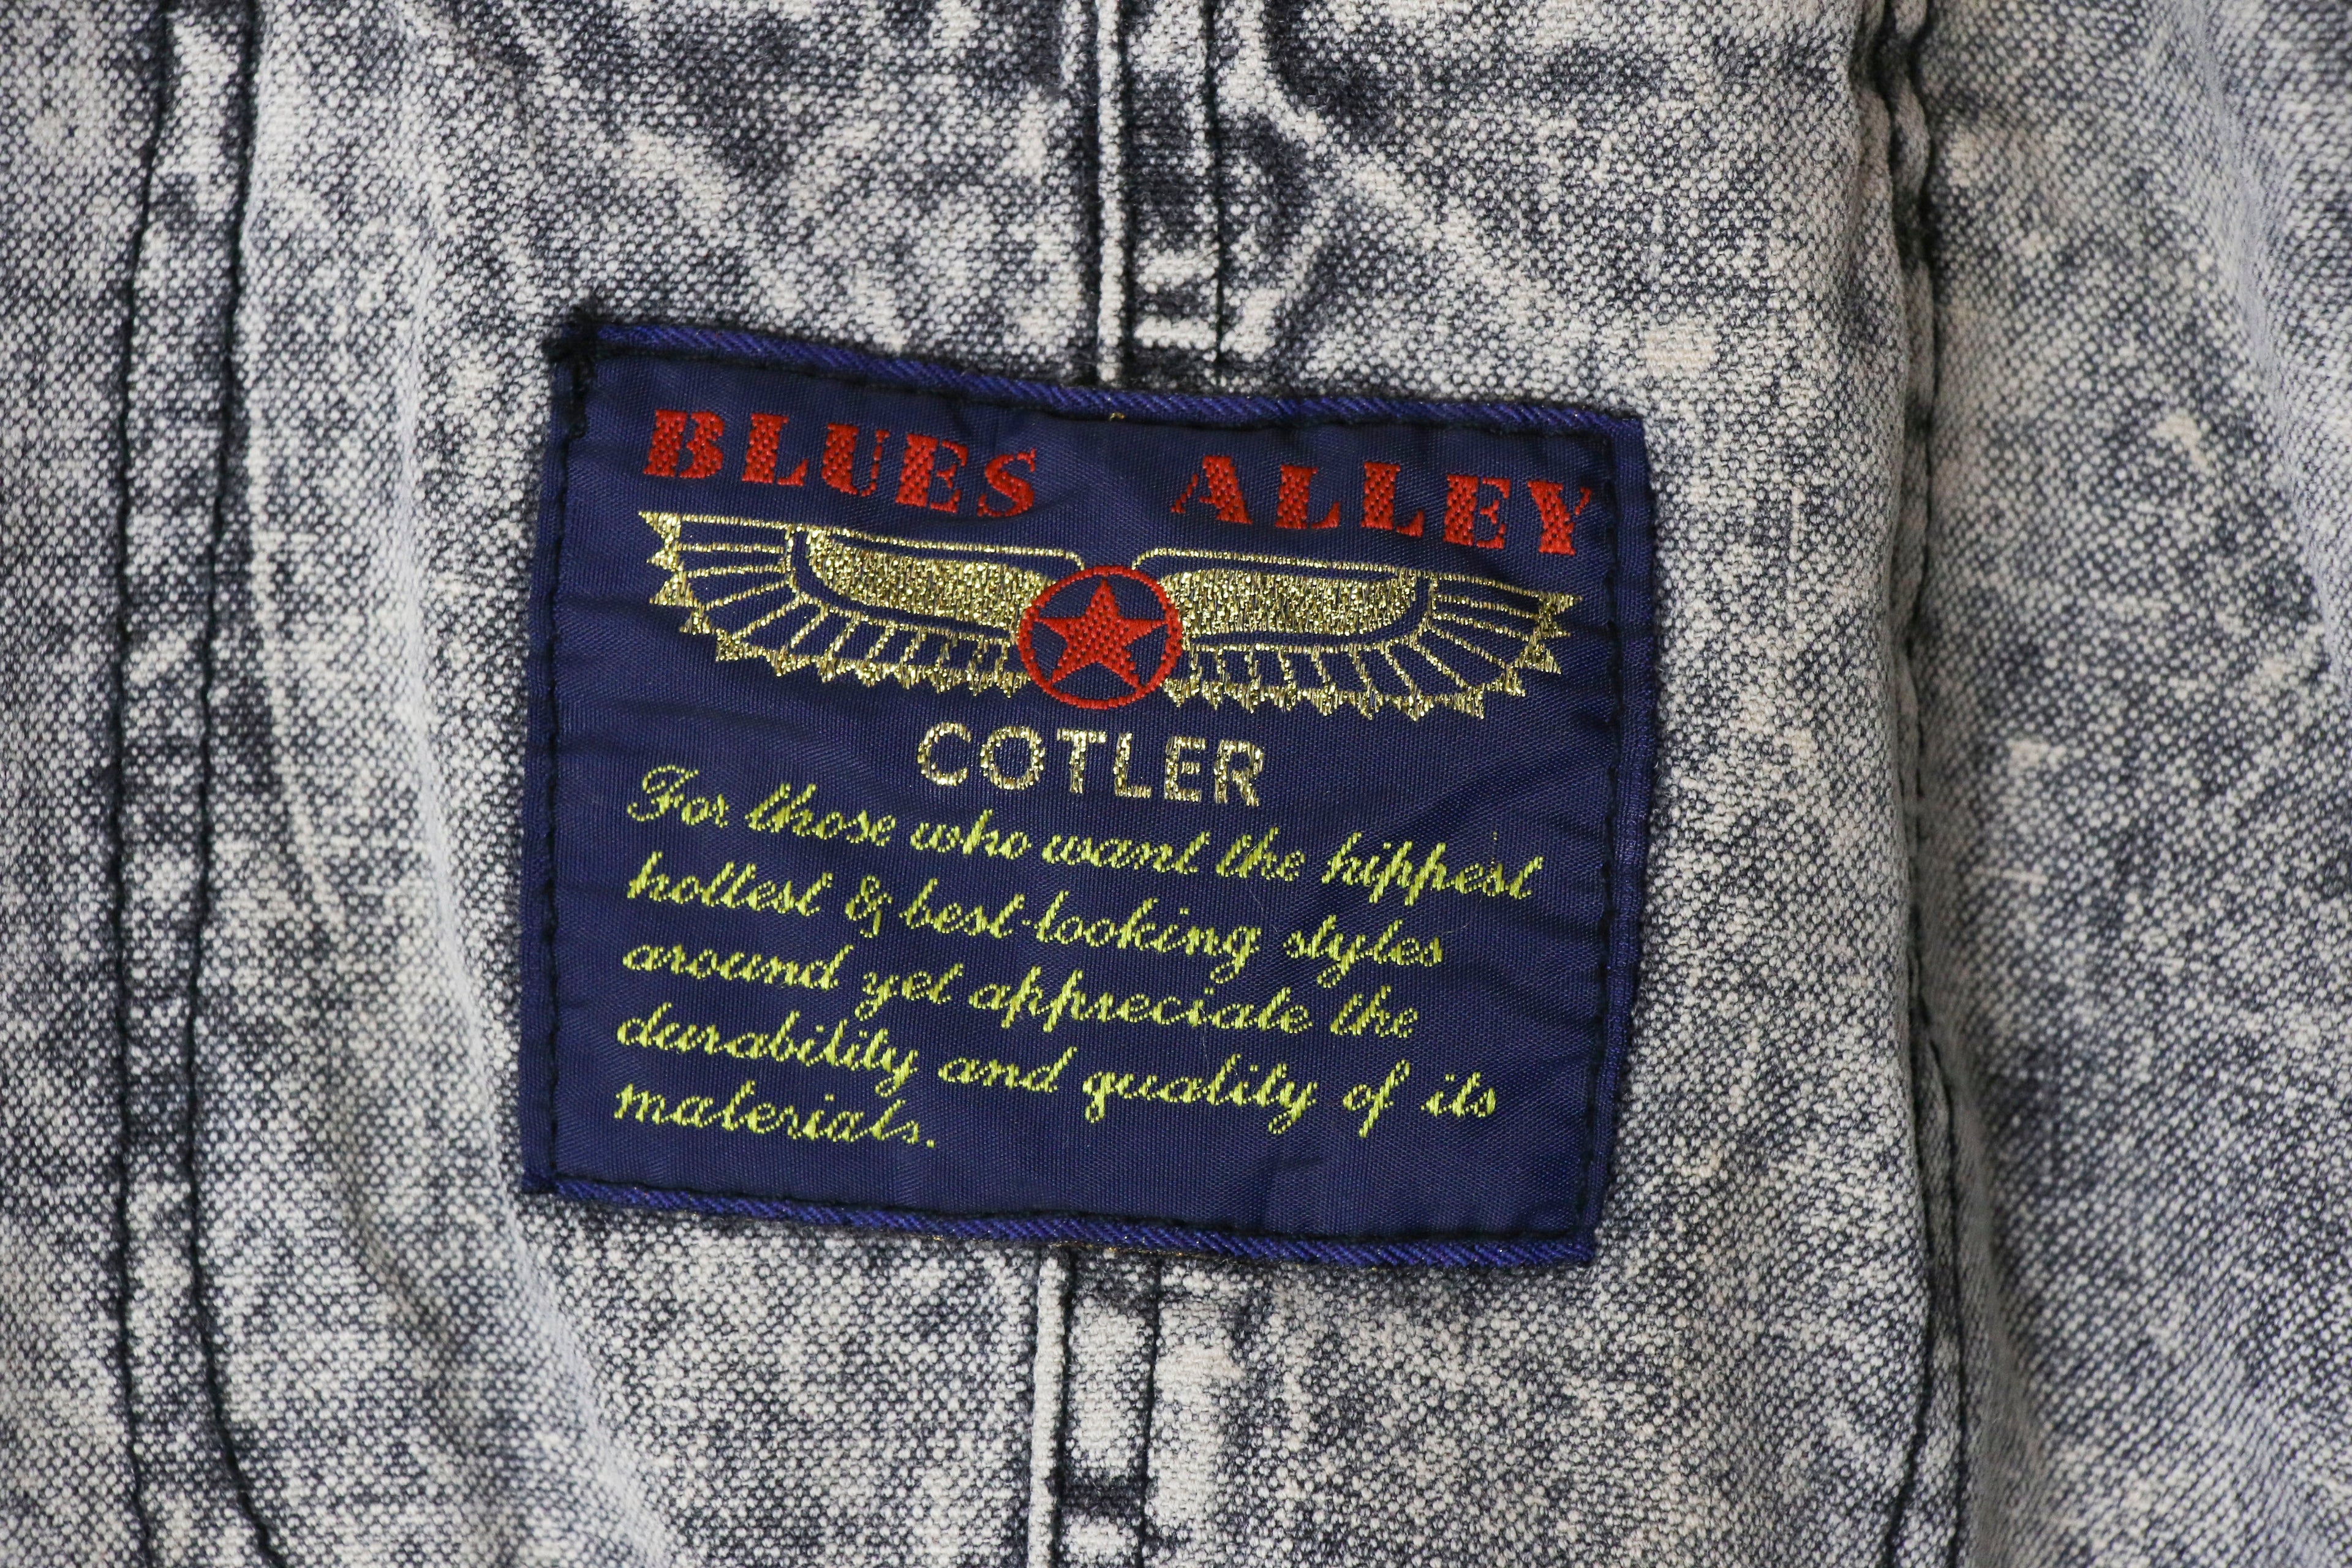 BLUES ALLEY
COTLER
For those who want the hippest
hottest & best-looking styles
around yet appreciate the
durability and quality of its
materials.